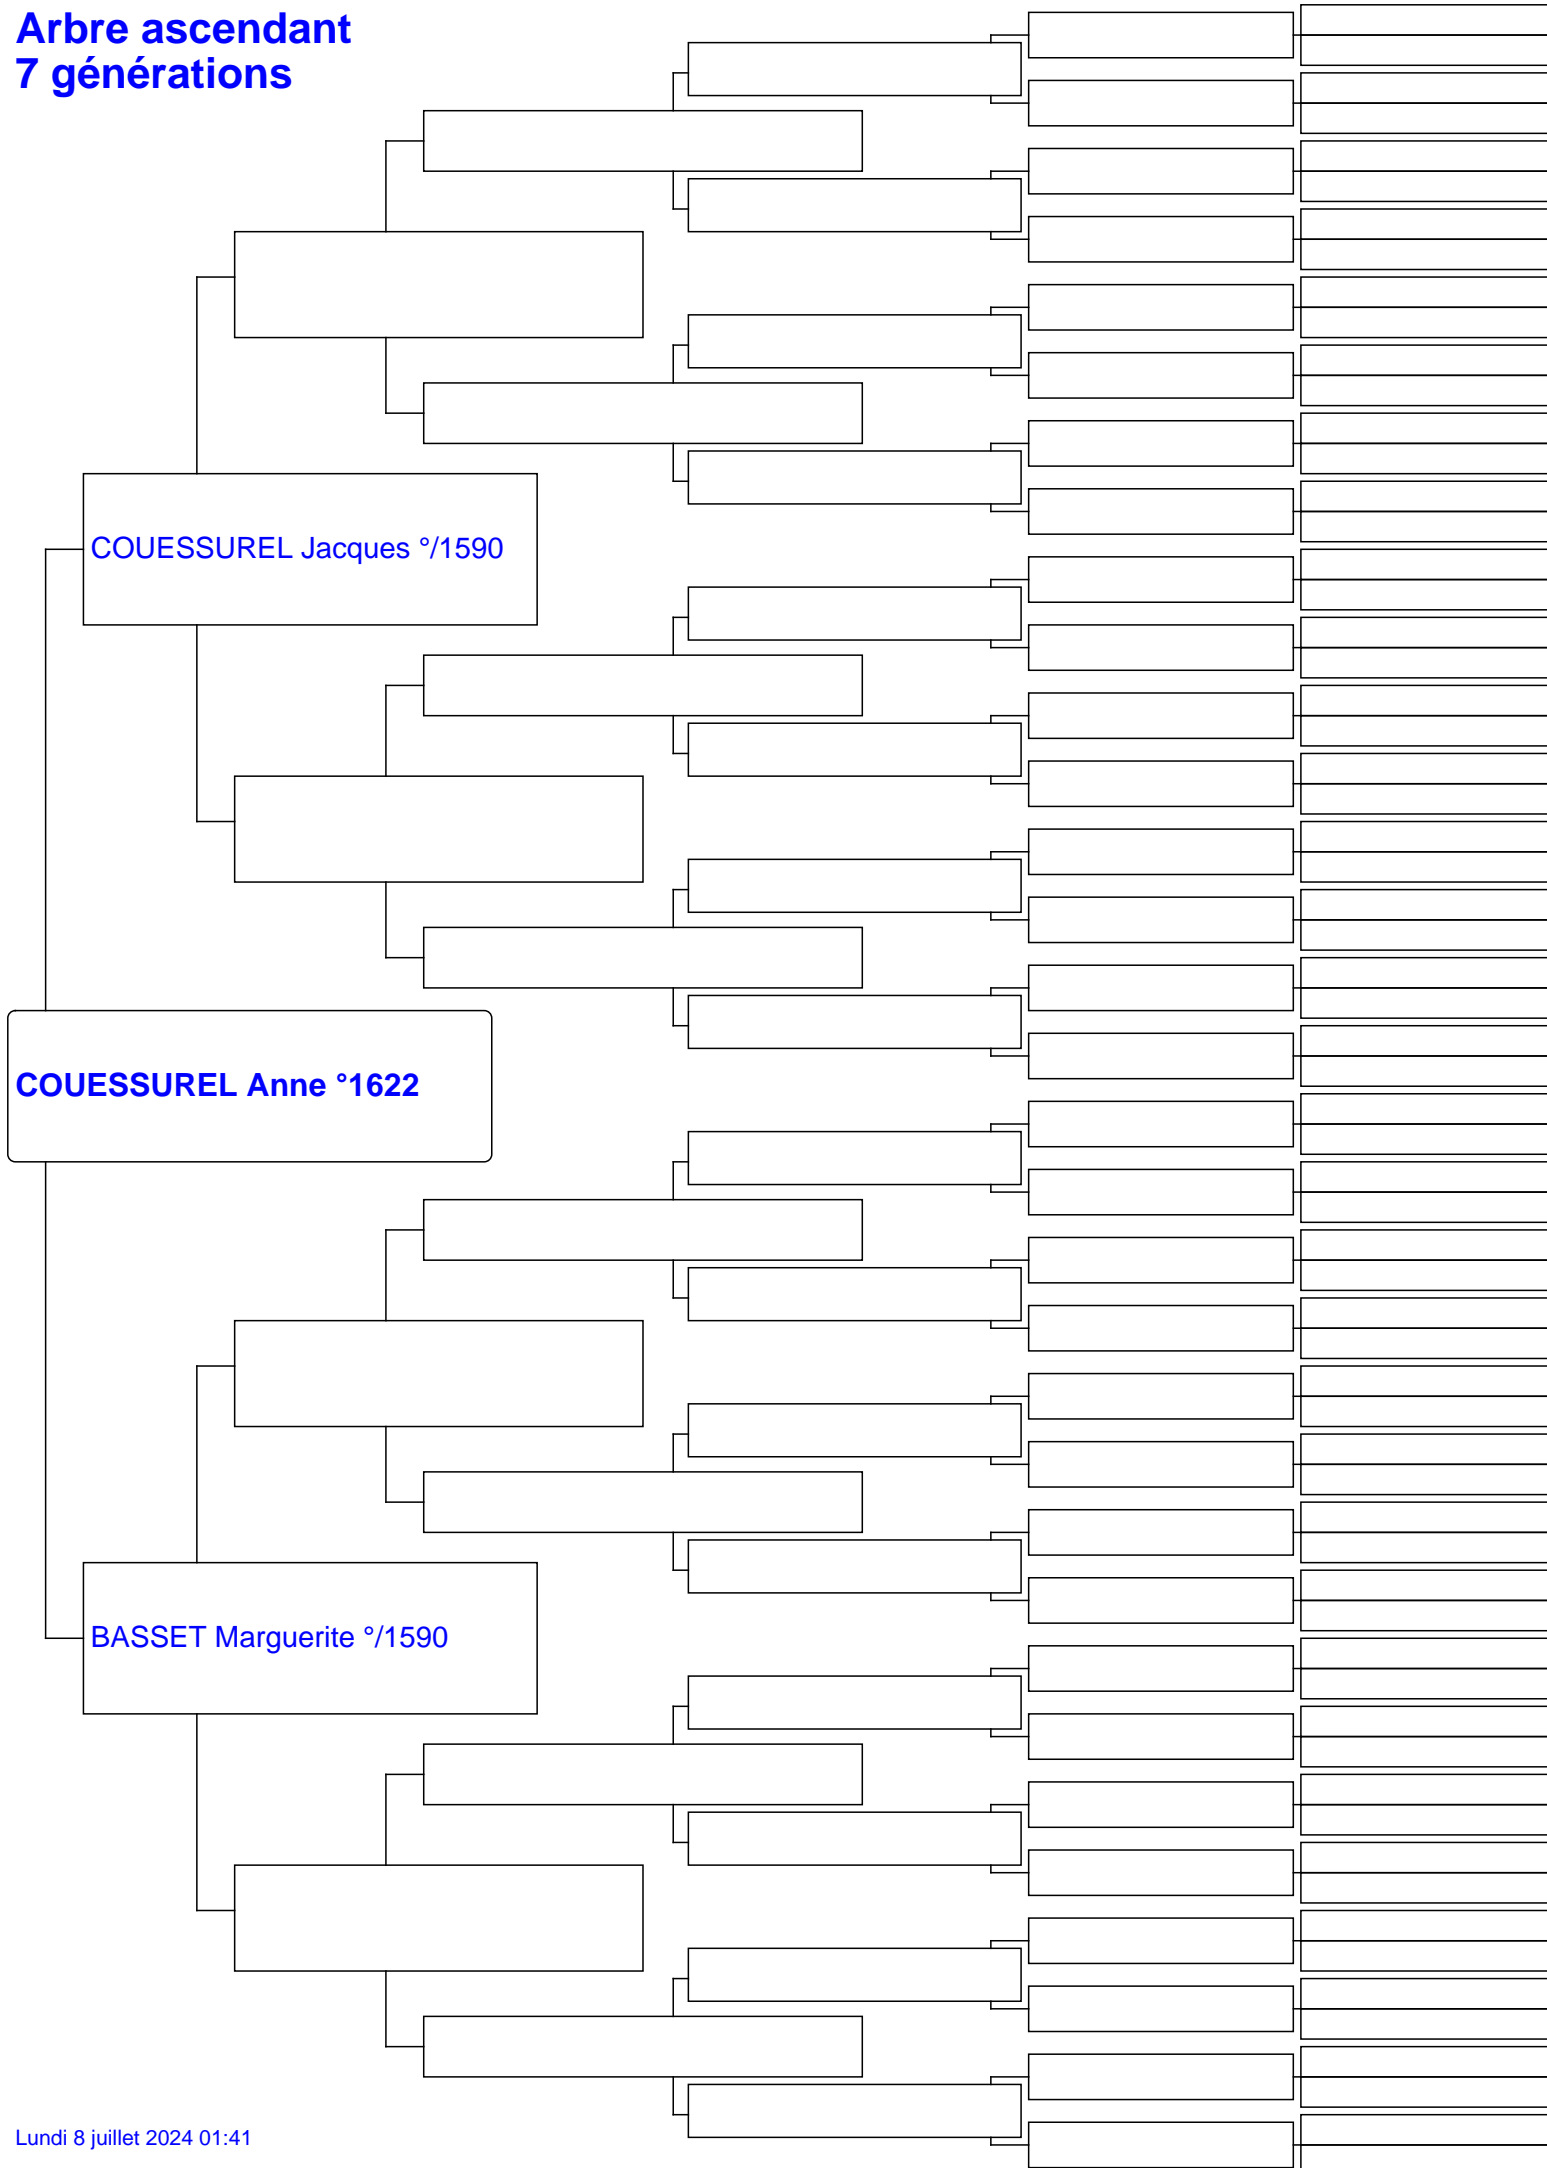 Arbre ascendant
7 générations
COUESSUREL Jacques °/1590
COUESSUREL Anne °1622
BASSET Marguerite °/1590
Lundi 8 juillet 2024 01:41